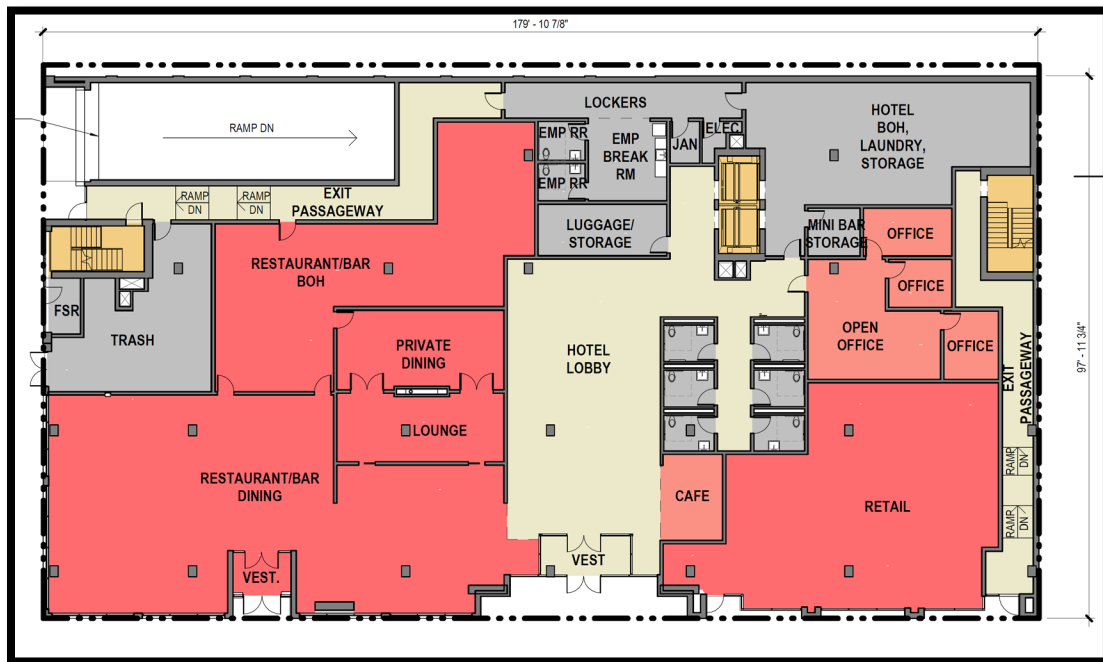 179' - 10 7/8"
LOCKERS
HOTEL
BOH,
LAUNDRY,
STORAGE
RAMP DN
EMP RR
EMP
BREAK
RM
JAN
ELEC
EMP RR
RAMP
DN
RAMP
DN
EXIT
PASSAGEWAY
LUGGAGE/
STORAGE
MINI BAR
STORAGE
OFFICE
RESTAURANT/BAR
BOH
OFFICE
FSR
TRASH
PRIVATE
DINING
HOTEL
LOBBY
OPEN
OFFICE
OFFICE
97' - 11 3/4"
EXIT
PASSAGEWAY
LOUNGE
RESTAURANT/BAR
DINING
CAFE
RETAIL
RAMP
DN
RAMP
DN
VEST
VEST.